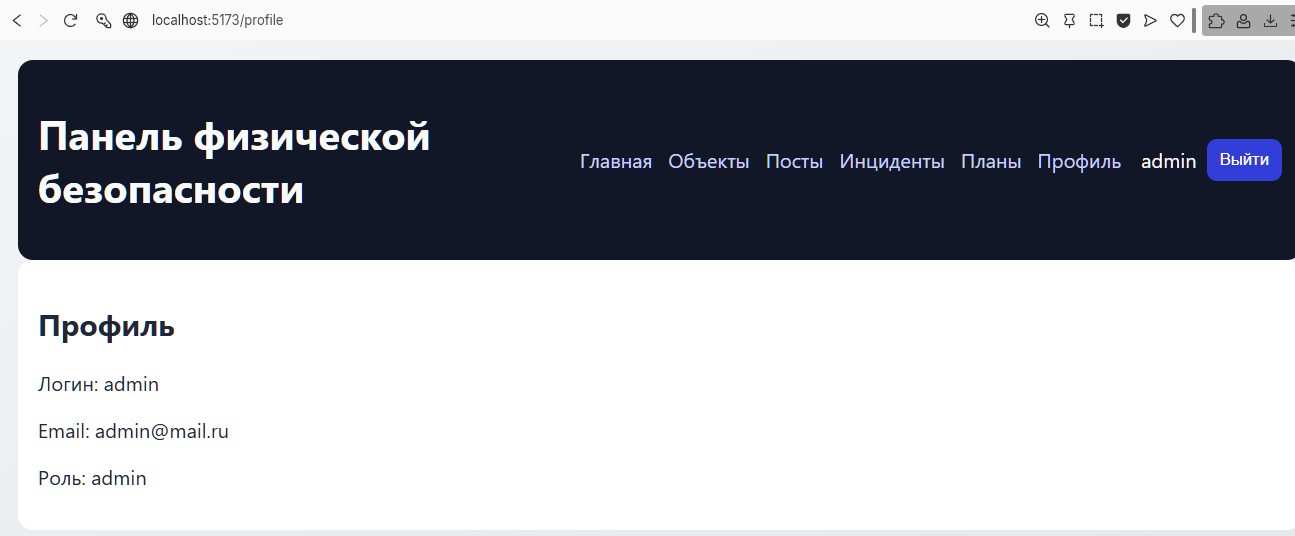 localhost:5173/profile
Панель физической
безопасности
Главная Объекты Посты Инциденты Планы Профиль admin Выйти
Профиль
Логин: admin
Email: admin@mail.ru
Роль: admin